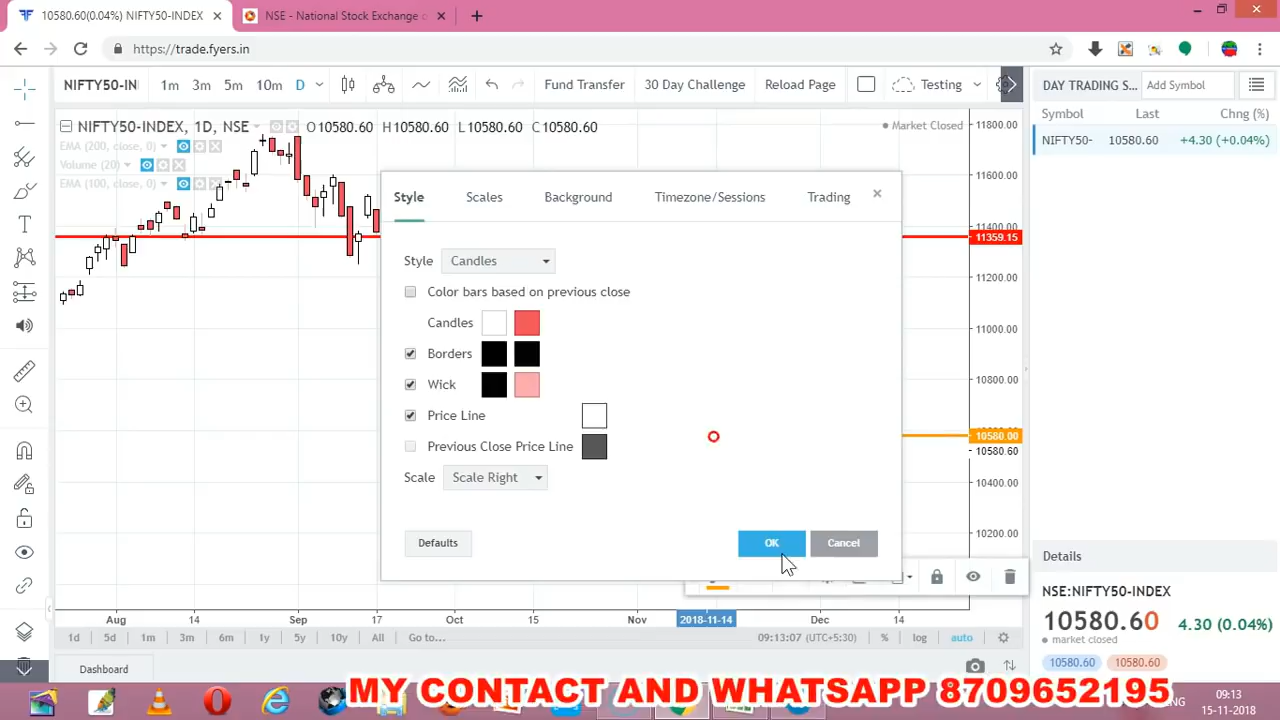 10580.60(0.04%) NIFTY50-INDEX
NSE - National Stock Exchange
https://trade.fyers.in
NIFTY50-IN
1m 3m 5m 10m D
Fund Transfer
30 Day Challenge
Reload Page
Testing
DAY TRADING S...
Add Symbol
Symbol Last Chng (%)
NIFTY50- 10580.60 +4.30 (+0.04%)
NIFTY50-INDEX, 1D, NSE
O10580.60 H10580.60 L10580.60 C10580.60
Market Closed
EMA (200, close, 0)
Volume (20)
EMA (100, close, 0)
11800.00
11600.00
11400.00
11359.15
11200.00
11000.00
10800.00
10580.00
10580.60
10400.00
10200.00
Style Scales Background Timezone/Sessions Trading
Style Candles
Color bars based on previous close
Candles
Borders
Wick
Price Line
Previous Close Price Line
Scale Scale Right
Defaults
OK
Cancel
Details
NSE:NIFTY50-INDEX
10580.60 4.30 (0.04%)
market closed
10580.60 10580.60
Aug 14 Sep 17 Oct 15 Nov 2018-11-14 Dec 14
1d 5d 1m 3m 6m 1y 5y 10y All Go to...
09:13:07 (UTC+5:30) % log auto
Dashboard
MY CONTACT AND WHATSAPP 8709652195
09:13
15-11-2018